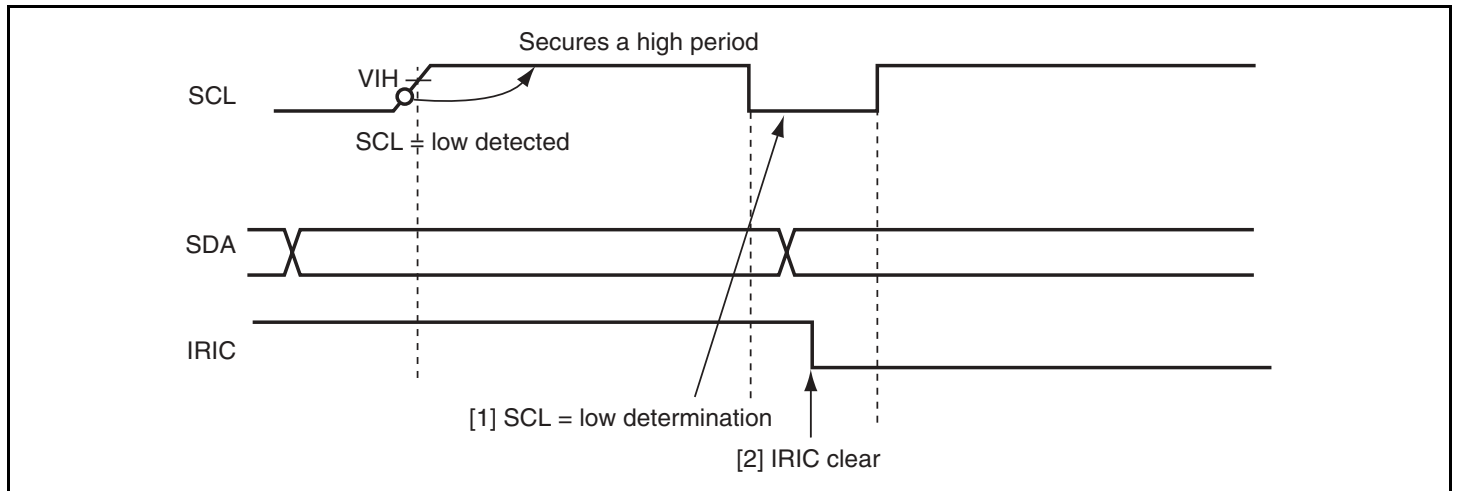 Secures a high period
VIH
SCL
SCL = low detected
SDA
IRIC
[1] SCL = low determination
[2] IRIC clear